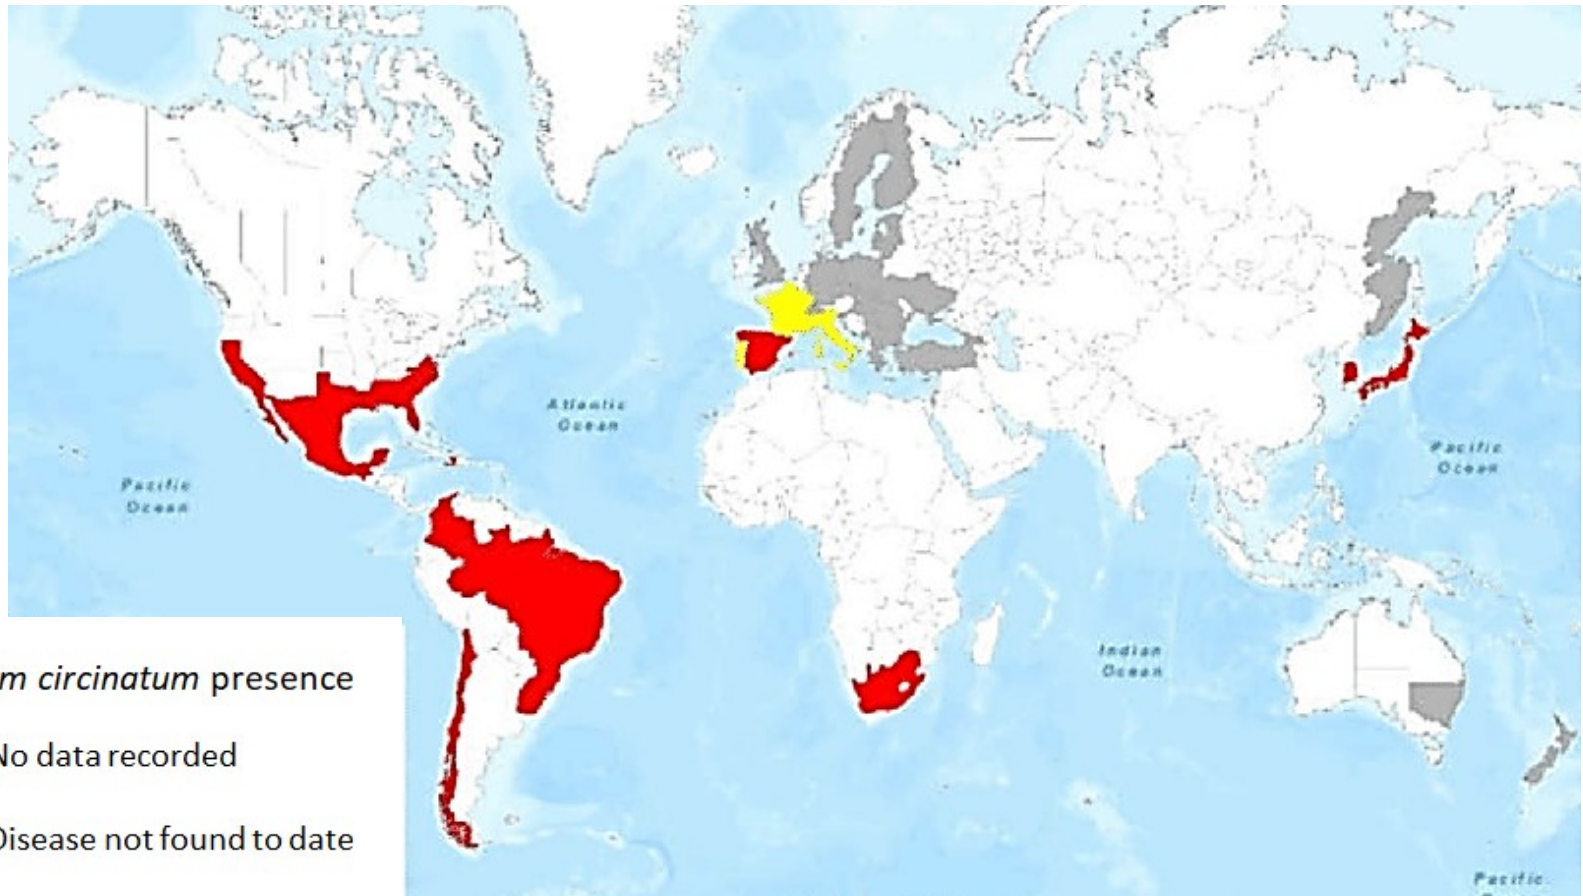 Atlantic
Ocean
Pacific
Ocean
Pacific
Ocean
Indian
Ocean
m circinatum presence
No data recorded
Disease not found to date
Pacific